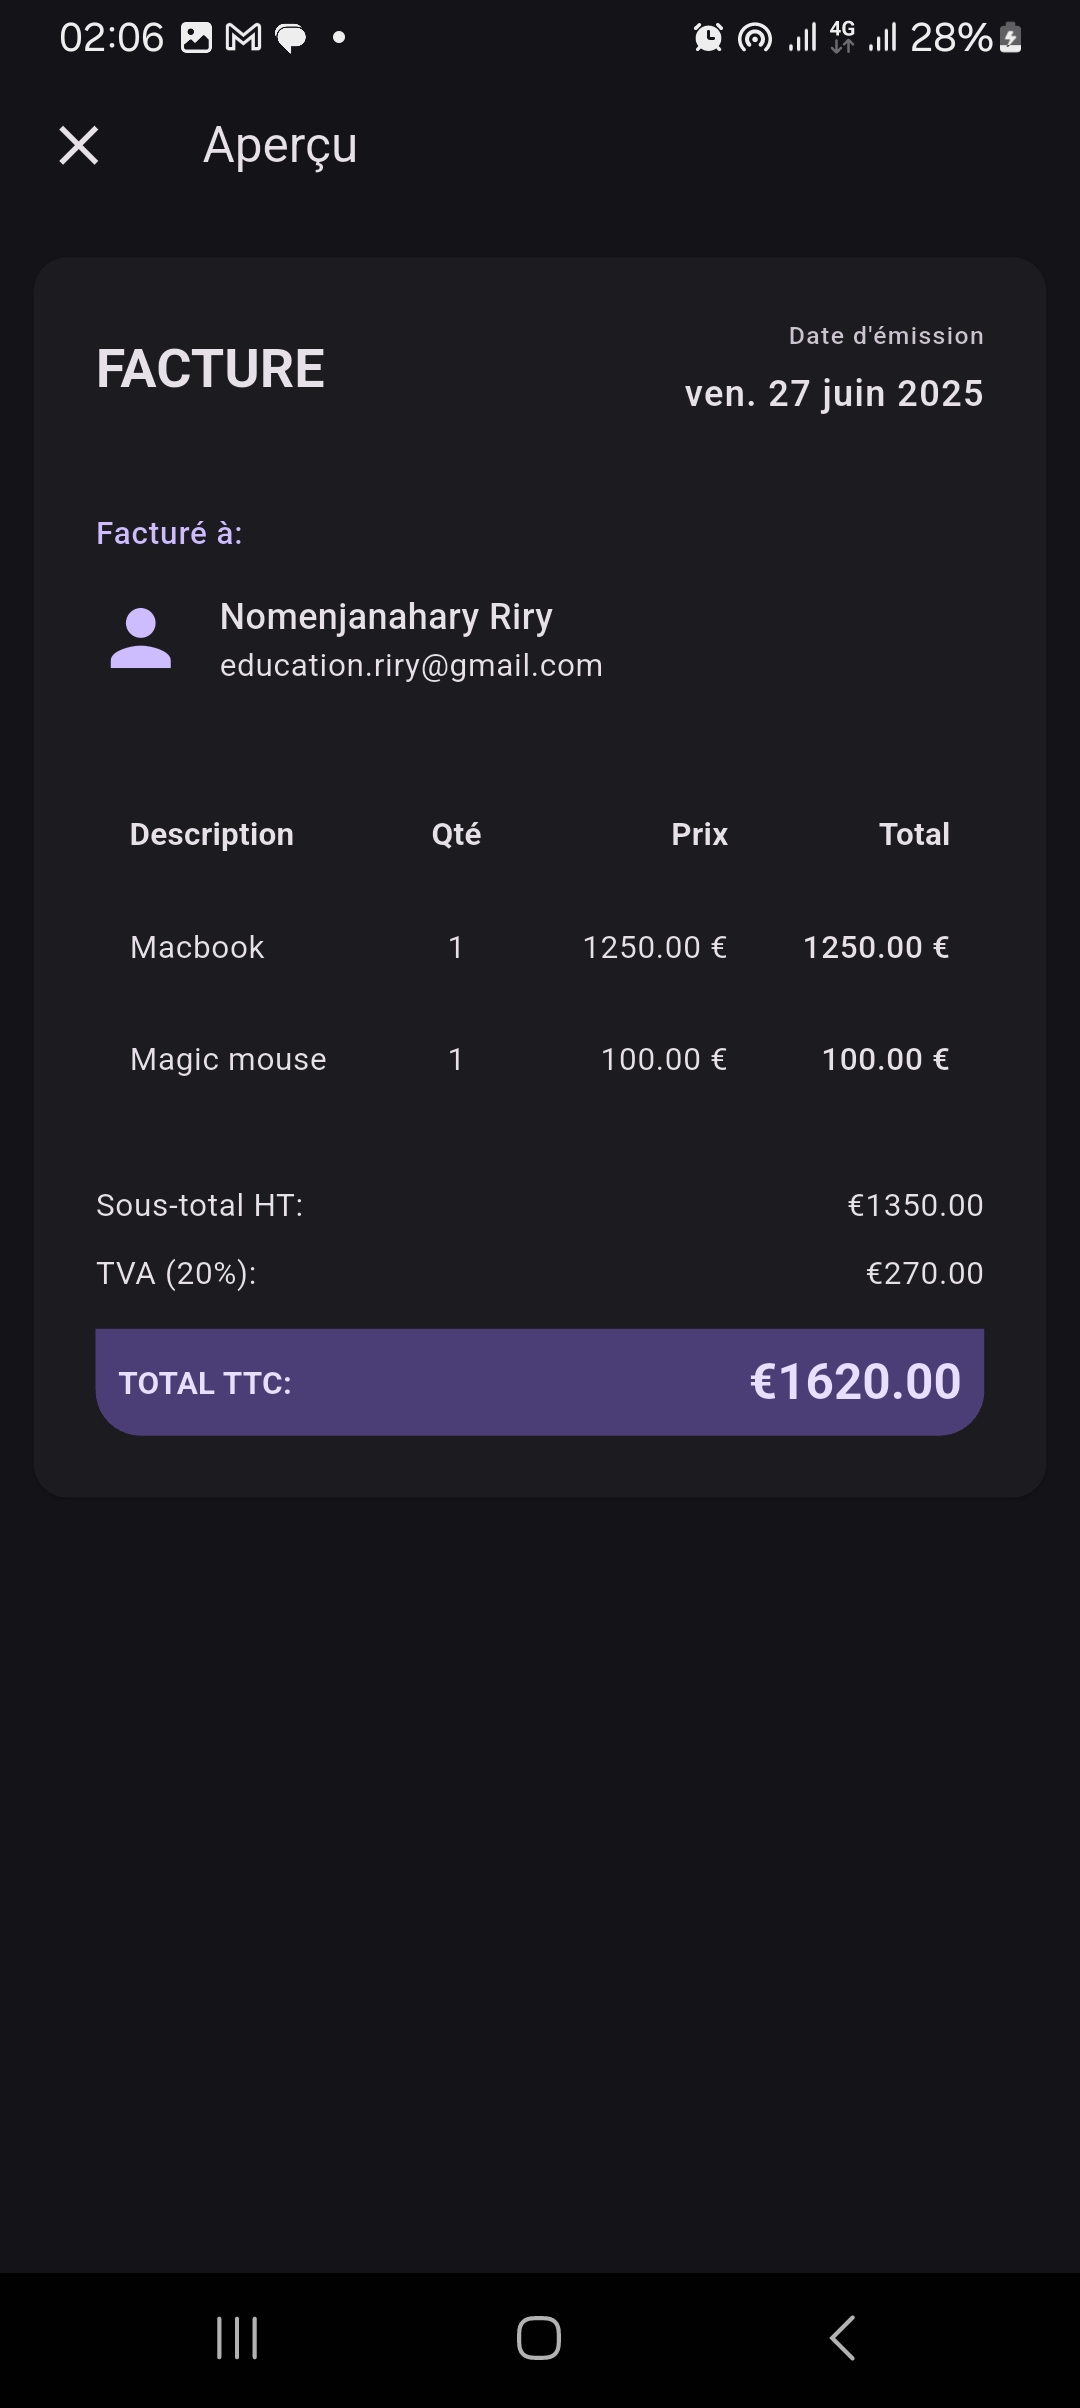 02:06 4G 28%
Aperçu
FACTURE
Date d'émission
ven. 27 juin 2025
Facturé à:
Nomenjanahary Riry
education.riry@gmail.com
Description Qté Prix Total
Macbook 1 1250.00 € 1250.00 €
Magic mouse 1 100.00 € 100.00 €
Sous-total HT: €1350.00
TVA (20%): €270.00
TOTAL TTC: €1620.00